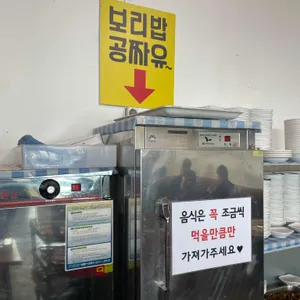 보리밥
공짜유~
음식은 꼭 조금씩
먹을만큼만
가져가주세요♥